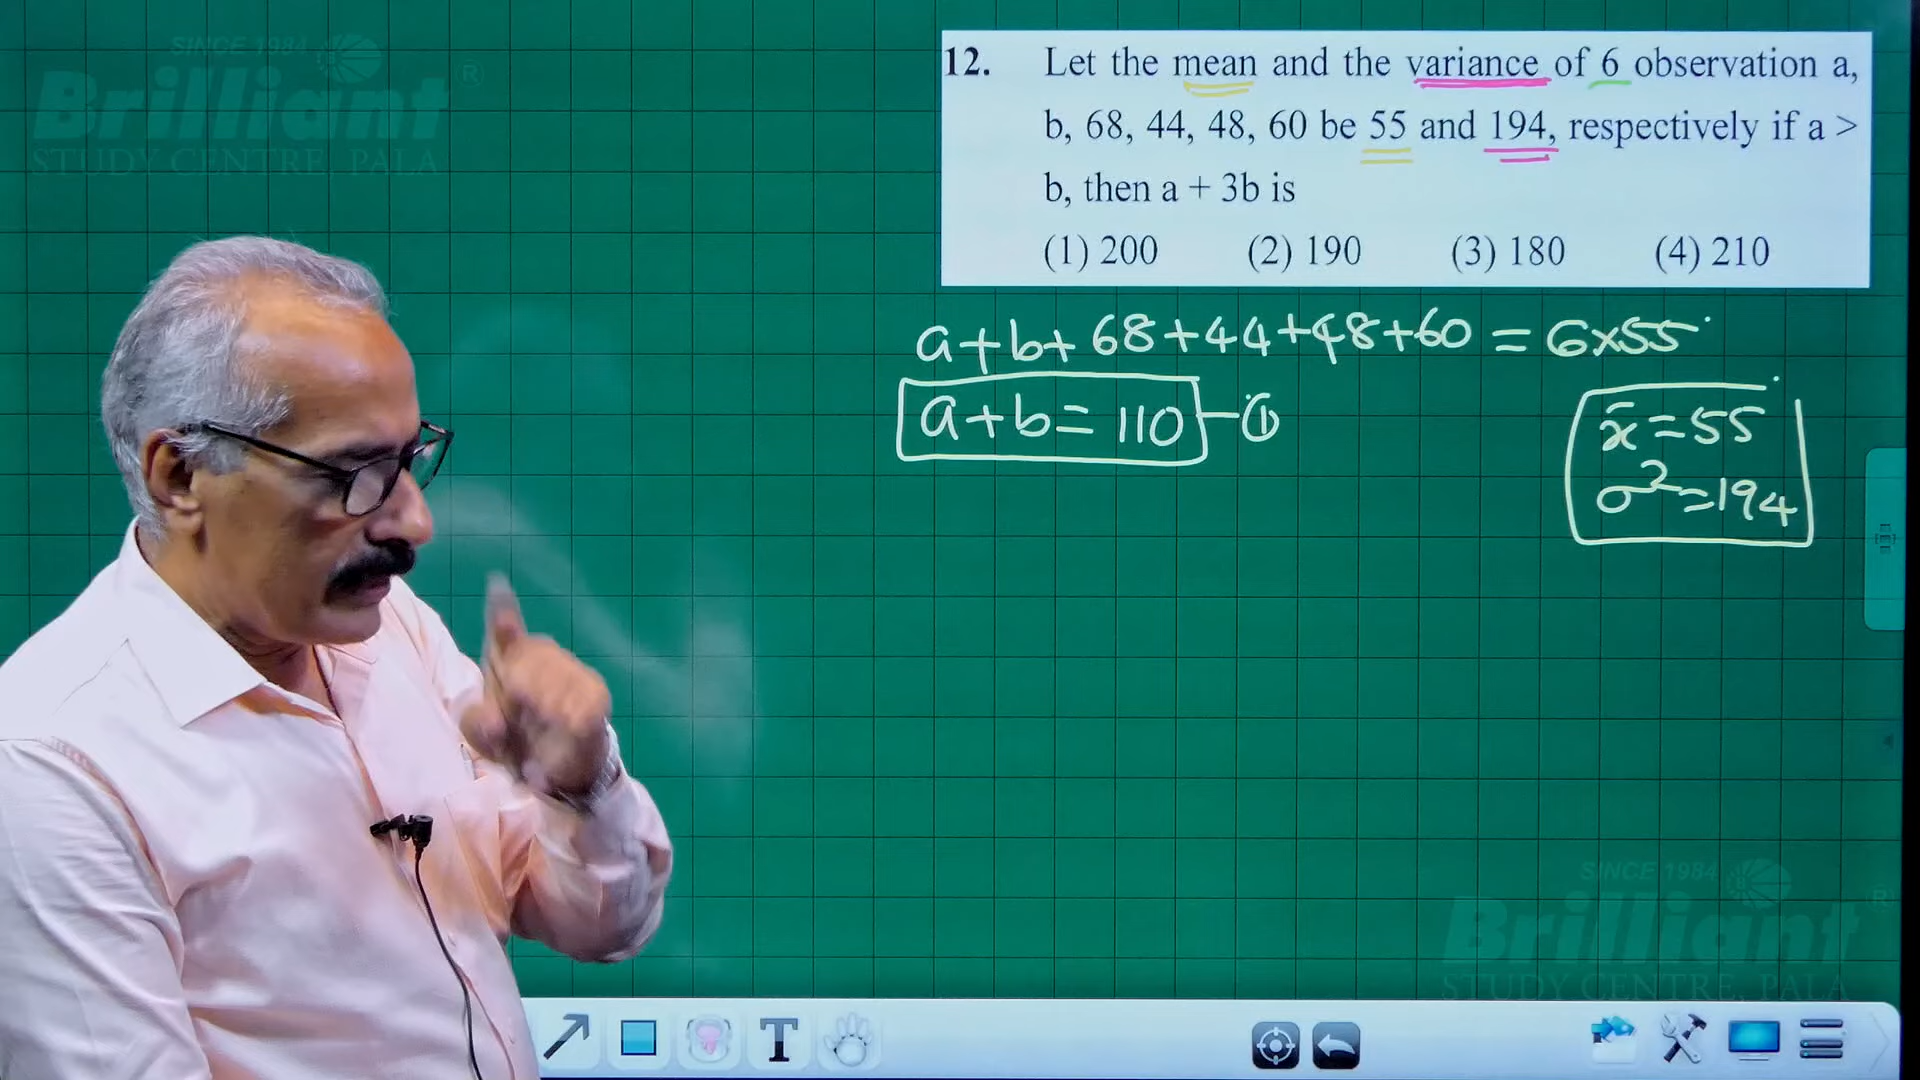 SINCE 1984
Brilliant ®
STUDY CENTRE, PALA
12. Let the mean and the variance of 6 observation a,
b, 68, 44, 48, 60 be 55 and 194, respectively if a >
b, then a + 3b is
(1) 200 (2) 190 (3) 180 (4) 210
a+b+68+44+48+60 = 6x55
a+b = 110 - ①
x̄ = 55
σ² = 194
SINCE 1984
Brilliant ®
STUDY CENTRE, PALA
T